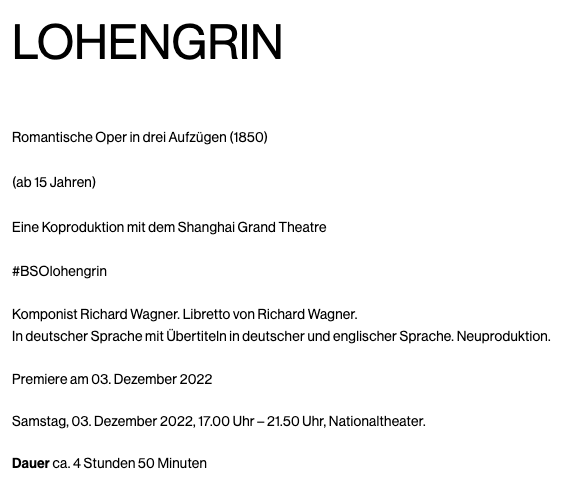 LOHENGRIN
Romantische Oper in drei Aufzügen (1850)
(ab 15 Jahren)
Eine Koproduktion mit dem Shanghai Grand Theatre
#BSOlohengrin
Komponist Richard Wagner. Libretto von Richard Wagner.
In deutscher Sprache mit Übertiteln in deutscher und englischer Sprache. Neuproduktion.
Premiere am 03. Dezember 2022
Samstag, 03. Dezember 2022, 17.00 Uhr – 21.50 Uhr, Nationaltheater.
Dauer ca. 4 Stunden 50 Minuten